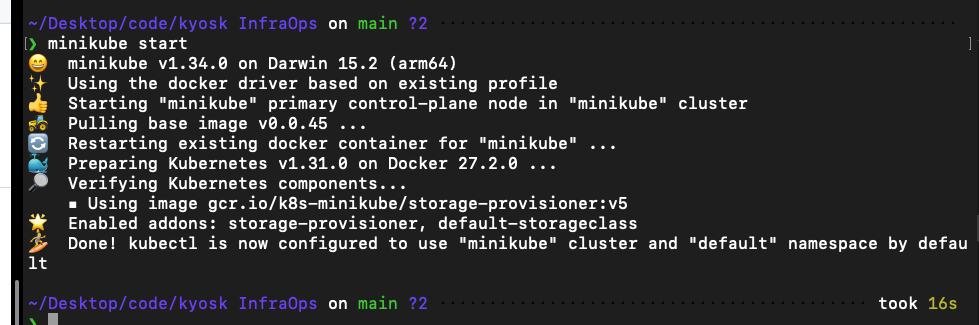 ~/Desktop/code/kyosk InfraOps on main ?2
[❯ minikube start ]
😄 minikube v1.34.0 on Darwin 15.2 (arm64)
✨ Using the docker driver based on existing profile
👍 Starting "minikube" primary control-plane node in "minikube" cluster
🚜 Pulling base image v0.0.45 ...
🔄 Restarting existing docker container for "minikube" ...
🐳 Preparing Kubernetes v1.31.0 on Docker 27.2.0 ...
🔎 Verifying Kubernetes components...
▪ Using image gcr.io/k8s-minikube/storage-provisioner:v5
🌟 Enabled addons: storage-provisioner, default-storageclass
🏄 Done! kubectl is now configured to use "minikube" cluster and "default" namespace by defau
lt
~/Desktop/code/kyosk InfraOps on main ?2 took 16s
❯